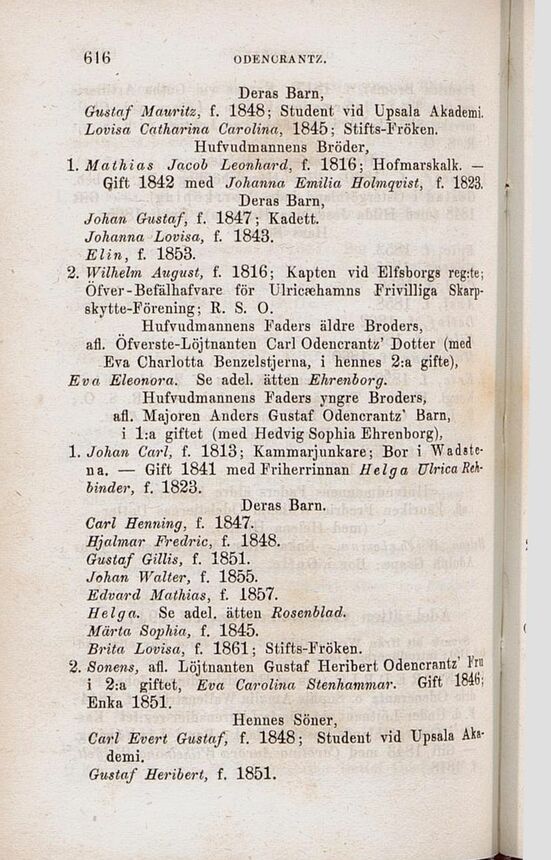 616
ODENCRANTZ.
Deras Barn,
Gustaf Mauritz, f. 1848; Student vid Upsala Akademi.
Lovisa Catharina Carolina, 1845; Stifts-Fröken.
Hufvudmannens Bröder,
1. Mathias Jacob Leonhard, f. 1816; Hofmarskalk. —
Gift 1842 med Johanna Emilia Holmqvist, f. 1823.
Deras Barn,
Johan Gustaf, f. 1847; Kadett.
Johanna Lovisa, f. 1843.
Elin, f. 1853.
2. Wilhelm August, f. 1816; Kapten vid Elfsborgs reg:te;
Öfver-Befälhafvare för Ulricæhamns Frivilliga Skarp-
skytte-Förening; R. S. O.
Hufvudmannens Faders äldre Broders,
afl. Öfverste-Löjtnanten Carl Odencrantz' Dotter (med
Eva Charlotta Benzelstjerna, i hennes 2:a gifte),
Eva Eleonora. Se adel. ätten Ehrenborg.
Hufvudmannens Faders yngre Broders,
afl. Majoren Anders Gustaf Odencrantz' Barn,
i 1:a giftet (med Hedvig Sophia Ehrenborg),
1. Johan Carl, f. 1813; Kammarjunkare; Bor i Wadste-
na. — Gift 1841 med Friherrinnan Helga Ulrica Reh-
binder, f. 1823.
Deras Barn.
Carl Henning, f. 1847.
Hjalmar Fredric, f. 1848.
Gustaf Gillis, f. 1851.
Johan Walter, f. 1855.
Edvard Mathias, f. 1857.
Helga. Se adel. ätten Rosenblad.
Märta Sophia, f. 1845.
Brita Lovisa, f. 1861; Stifts-Fröken.
2. Sonens, afl. Löjtnanten Gustaf Heribert Odencrantz' Fru
i 2:a giftet, Eva Carolina Stenhammar. Gift 1846;
Enka 1851.
Hennes Söner,
Carl Evert Gustaf, f. 1848; Student vid Upsala Aka-
demi.
Gustaf Heribert, f. 1851.